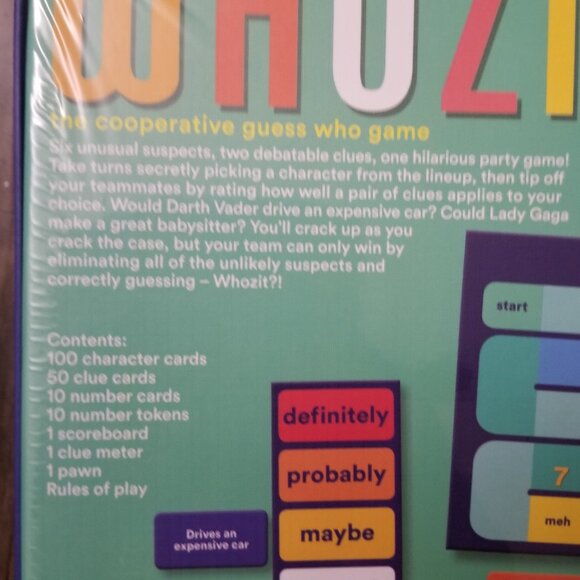 WHOZI
the cooperative guess who game
Six unusual suspects, two debatable clues, one hilarious party game!
Take turns secretly picking a character from the lineup, then tip off
your teammates by rating how well a pair of clues applies to your
choice. Would Darth Vader drive an expensive car? Could Lady Gaga
make a great babysitter? You'll crack up as you
crack the case, but your team can only win by
eliminating all of the unlikely suspects and
correctly guessing – Whozit?!
Contents:
100 character cards
50 clue cards
10 number cards
10 number tokens
1 scoreboard
1 clue meter
1 pawn
Rules of play
Drives an
expensive car
definitely
probably
maybe
start
7
meh